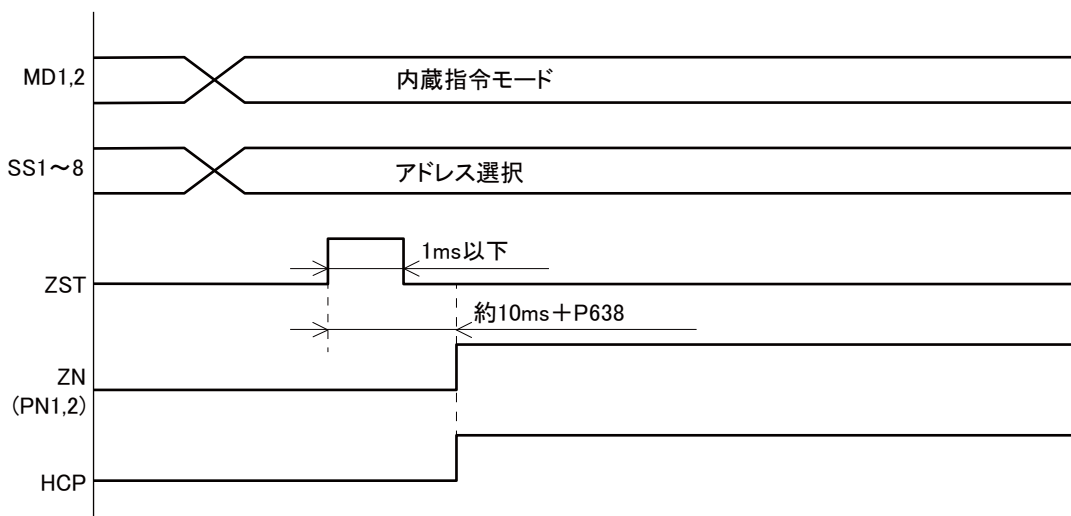 MD1,2
内蔵指令モード
SS1～8
アドレス選択
1ms以下
ZST
約10ms＋P638
ZN
(PN1,2)
HCP